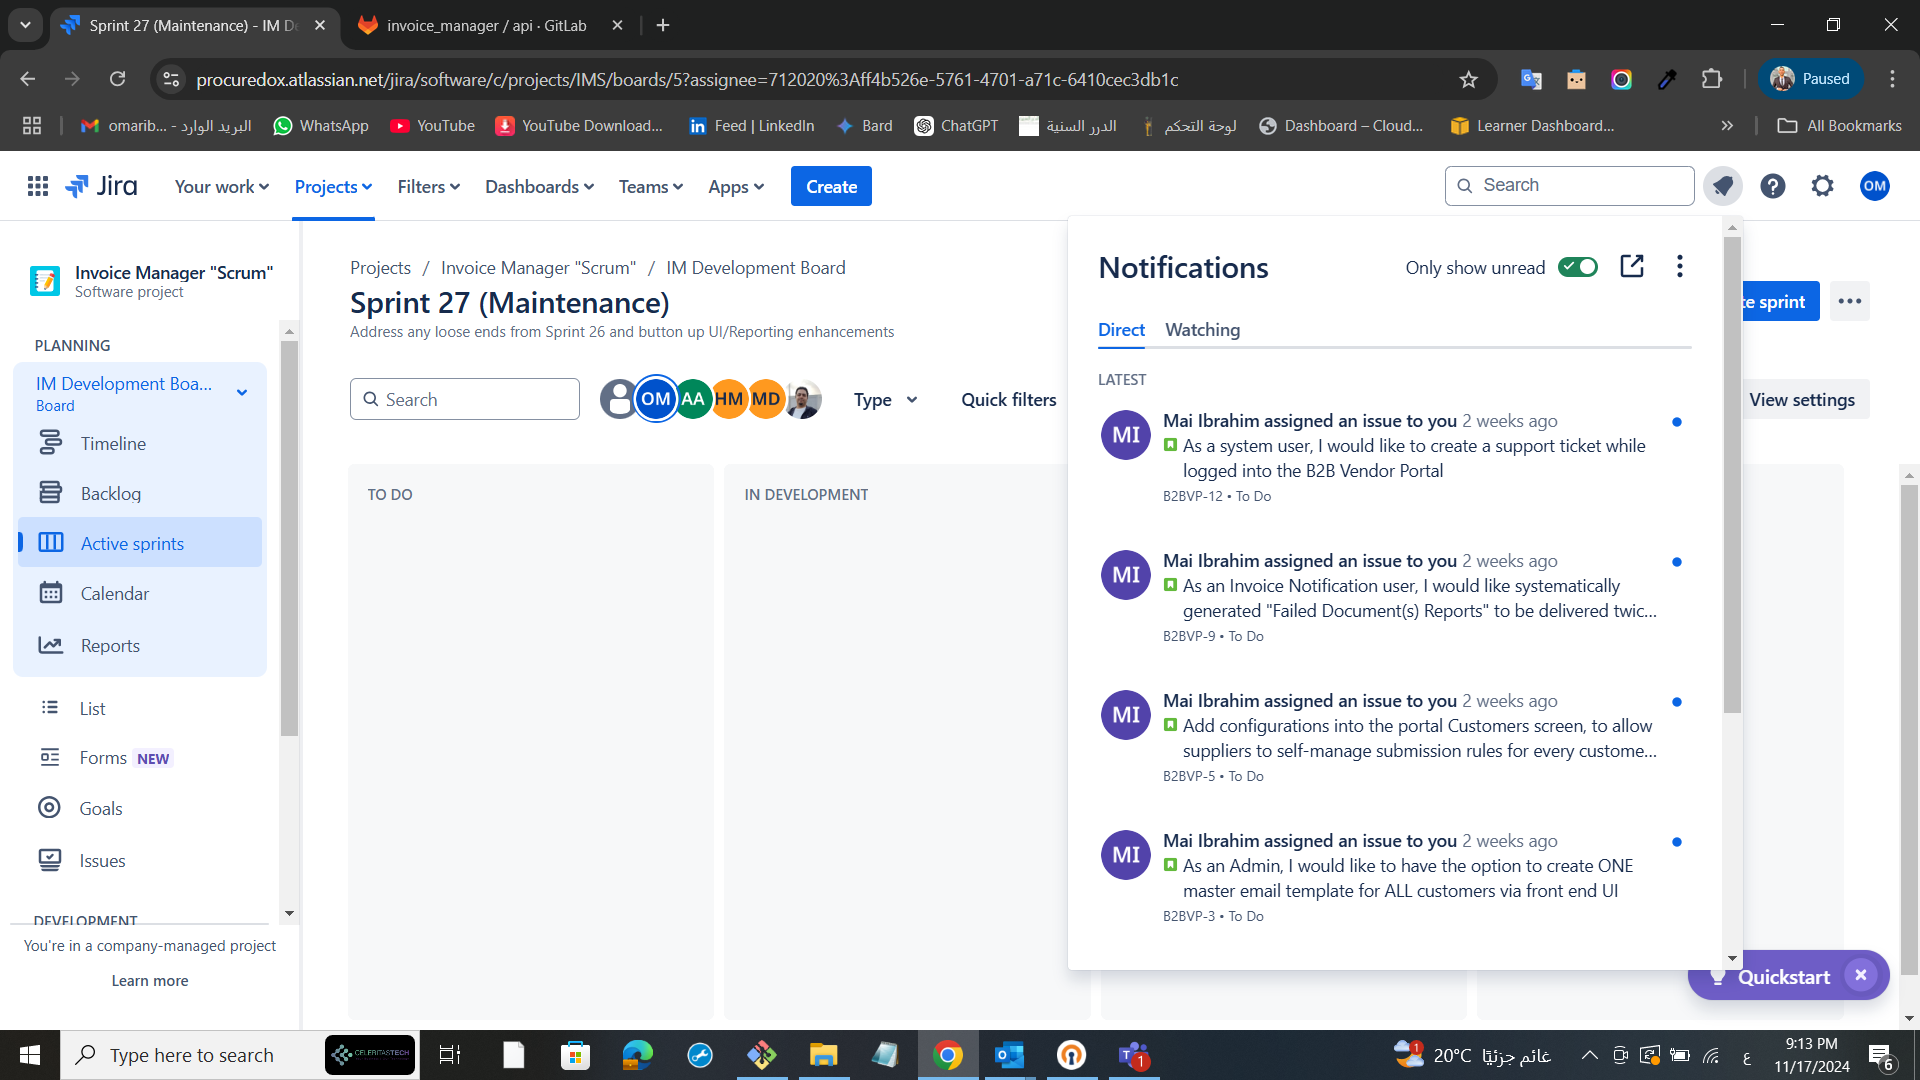 Sprint 27 (Maintenance) - IM De
invoice_manager / api · GitLab
procuredox.atlassian.net/jira/software/c/projects/IMS/boards/5?assignee=712020%3Aff4b526e-5761-4701-a71c-6410cec3db1c
Paused
omarib... - البريد الوارد
WhatsApp
YouTube
YouTube Download...
Feed | LinkedIn
Bard
ChatGPT
الدرر السنية
لوحة التحكم
Dashboard – Cloud...
Learner Dashboard...
All Bookmarks
Jira
Your work
Projects
Filters
Dashboards
Teams
Apps
Create
Search
OM
Invoice Manager "Scrum"
Software project
PLANNING
IM Development Boa...
Board
Timeline
Backlog
Active sprints
Calendar
Reports
List
Forms NEW
Goals
Issues
DEVELOPMENT
You're in a company-managed project
Learn more
Projects / Invoice Manager "Scrum" / IM Development Board
Sprint 27 (Maintenance)
Address any loose ends from Sprint 26 and button up UI/Reporting enhancements
te sprint
Search
OM
AA
HM
MD
Type
Quick filters
View settings
TO DO
IN DEVELOPMENT
Notifications
Only show unread
Direct
Watching
LATEST
MI
Mai Ibrahim assigned an issue to you 2 weeks ago
As a system user, I would like to create a support ticket while
logged into the B2B Vendor Portal
B2BVP-12 • To Do
MI
Mai Ibrahim assigned an issue to you 2 weeks ago
As an Invoice Notification user, I would like systematically
generated "Failed Document(s) Reports" to be delivered twic...
B2BVP-9 • To Do
MI
Mai Ibrahim assigned an issue to you 2 weeks ago
Add configurations into the portal Customers screen, to allow
suppliers to self-manage submission rules for every custome...
B2BVP-5 • To Do
MI
Mai Ibrahim assigned an issue to you 2 weeks ago
As an Admin, I would like to have the option to create ONE
master email template for ALL customers via front end UI
B2BVP-3 • To Do
Quickstart
Type here to search
CELERITASTECH
1
1
20°C
غائم جزئيًا
ع
9:13 PM
11/17/2024
6